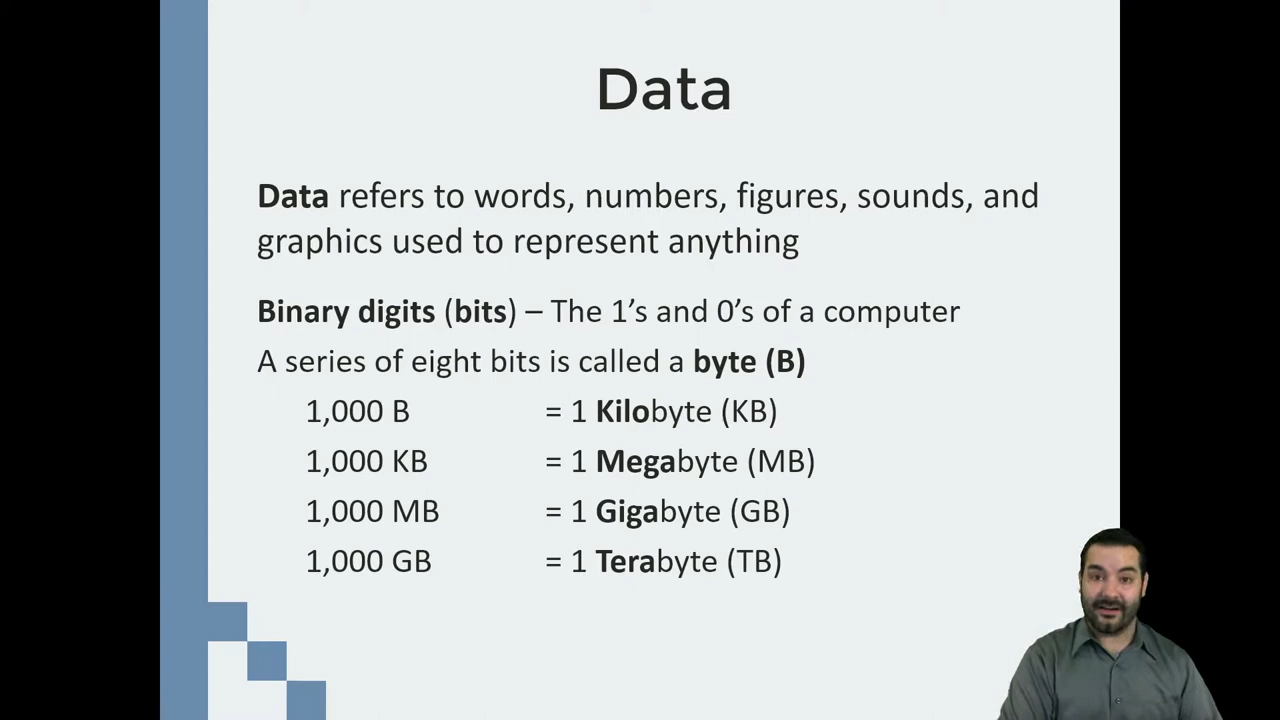 Data
Data refers to words, numbers, figures, sounds, and
graphics used to represent anything
Binary digits (bits) – The 1’s and 0’s of a computer
A series of eight bits is called a byte (B)
1,000 B = 1 Kilobyte (KB)
1,000 KB = 1 Megabyte (MB)
1,000 MB = 1 Gigabyte (GB)
1,000 GB = 1 Terabyte (TB)